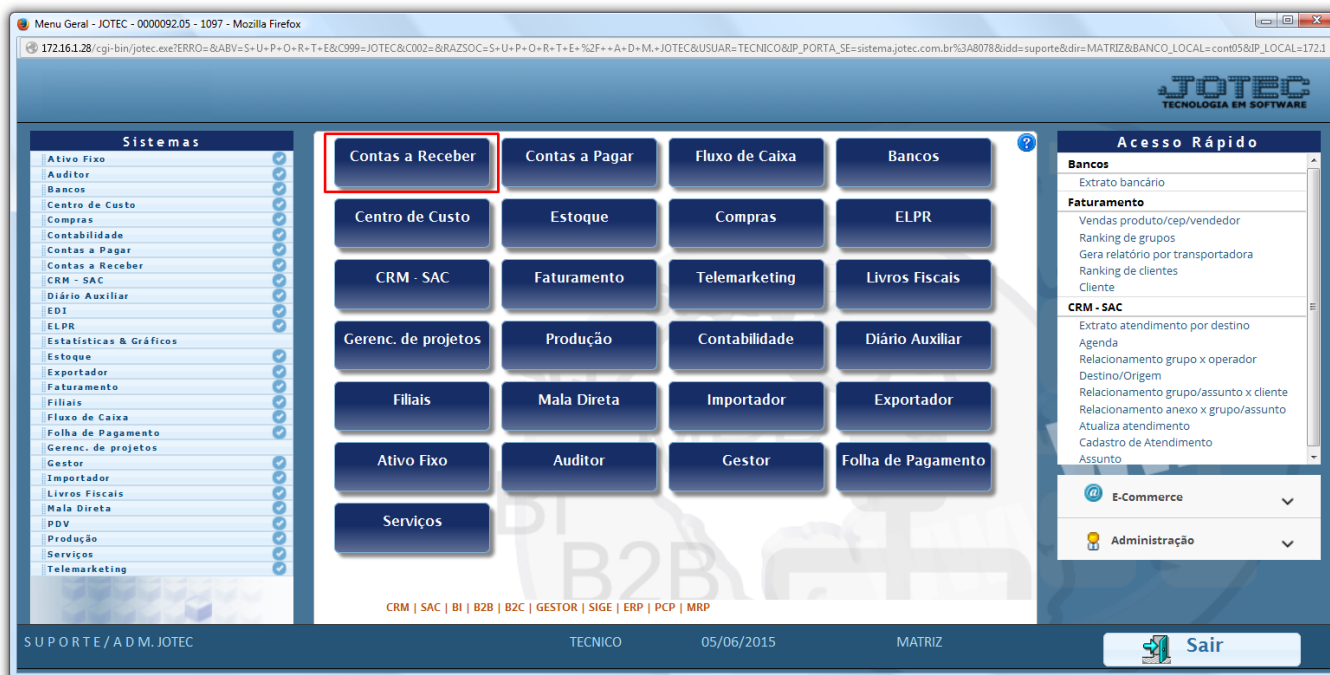 Menu Geral - JOTEC - 0000092.05 - 1097 - Mozilla Firefox
172.16.1.28/cgi-bin/jotec.exe?ERRO=&ABV=S+U+P+O+R+T+E&C999=JOTEC&C002=&RAZSOC=S+U+P+O+R+T+E+%2F++A+D+M.+JOTEC&USUAR=TECNICO&IP_PORTA_SE=sistema.jotec.com.br%3A8078&idd=suporte&dir=MATRIZ&BANCO_LOCAL=cont05&IP_LOCAL=172.1
JOTEC
TECNOLOGIA EM SOFTWARE
Sistemas
Ativo Fixo
Auditor
Bancos
Centro de Custo
Compras
Contabilidade
Contas a Pagar
Contas a Receber
CRM - SAC
Diário Auxiliar
EDI
ELPR
Estatísticas & Gráficos
Estoque
Exportador
Faturamento
Filiais
Fluxo de Caixa
Folha de Pagamento
Gerenc. de projetos
Gestor
Importador
Livros Fiscais
Mala Direta
PDV
Produção
Serviços
Telemarketing
Contas a Receber
Contas a Pagar
Fluxo de Caixa
Bancos
Centro de Custo
Estoque
Compras
ELPR
CRM - SAC
Faturamento
Telemarketing
Livros Fiscais
Gerenc. de projetos
Produção
Contabilidade
Diário Auxiliar
Filiais
Mala Direta
Importador
Exportador
Ativo Fixo
Auditor
Gestor
Folha de Pagamento
Serviços
BI
B2B
CRM | SAC | BI | B2B | B2C | GESTOR | SIGE | ERP | PCP | MRP
?
Acesso Rápido
Bancos
Extrato bancário
Faturamento
Vendas produto/cep/vendedor
Ranking de grupos
Gera relatório por transportadora
Ranking de clientes
Cliente
CRM - SAC
Extrato atendimento por destino
Agenda
Relacionamento grupo x operador
Destino/Origem
Relacionamento grupo/assunto x cliente
Relacionamento anexo x grupo/assunto
Atualiza atendimento
Cadastro de Atendimento
Assunto
@ E-Commerce
Administração
S U P O R T E / A D M. JOTEC
TECNICO
05/06/2015
MATRIZ
Sair